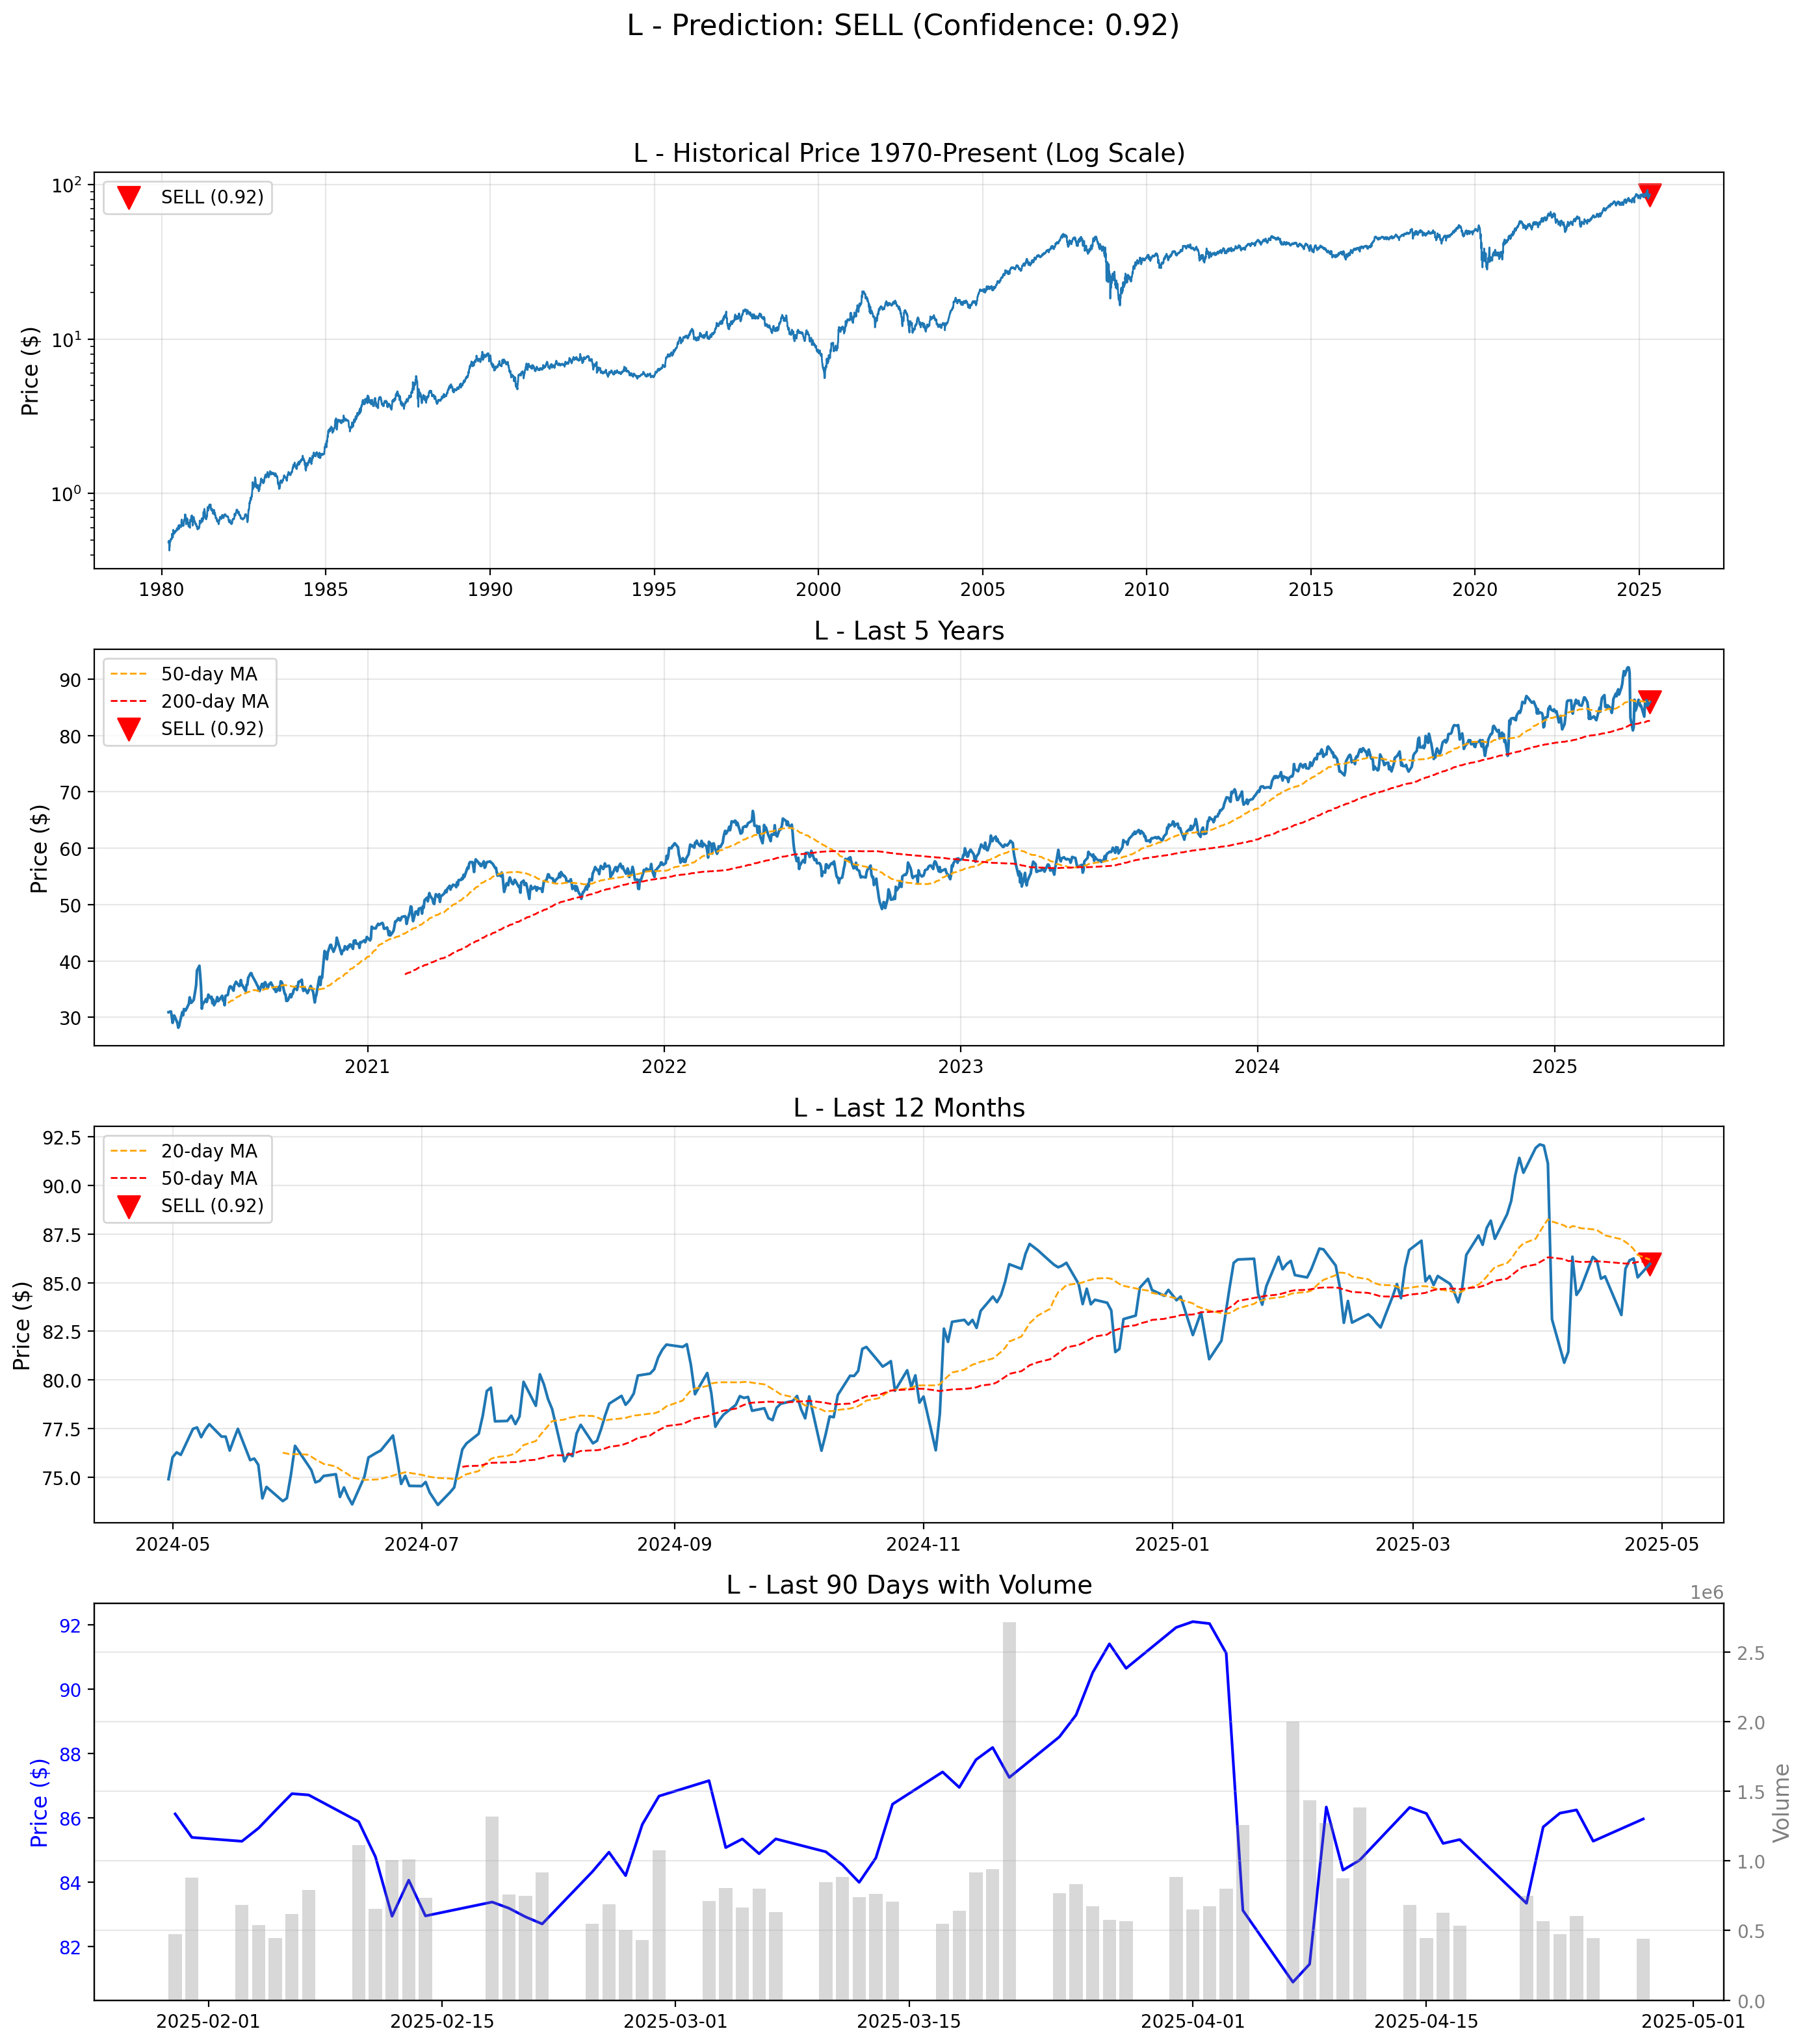 L - Prediction: SELL (Confidence: 0.92)
L - Historical Price 1970-Present (Log Scale)
SELL (0.92)
Price ($)
10²
10¹
10⁰
1980 1985 1990 1995 2000 2005 2010 2015 2020 2025
L - Last 5 Years
50-day MA
200-day MA
SELL (0.92)
Price ($)
90
80
70
60
50
40
30
2021 2022 2023 2024 2025
L - Last 12 Months
20-day MA
50-day MA
SELL (0.92)
Price ($)
92.5
90.0
87.5
85.0
82.5
80.0
77.5
75.0
2024-05 2024-07 2024-09 2024-11 2025-01 2025-03 2025-05
L - Last 90 Days with Volume
1e6
Price ($)
92
90
88
86
84
82
2.5
2.0
1.5
1.0
0.5
0.0
Volume
2025-02-01 2025-02-15 2025-03-01 2025-03-15 2025-04-01 2025-04-15 2025-05-01